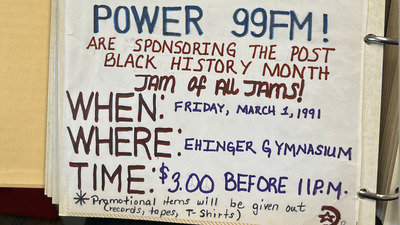 POWER 99FM!
ARE SPONSORING THE POST
BLACK HISTORY MONTH
JAM of All JAMS!
WHEN: FRIDAY, MARCH 1, 1991
WHERE: EHINGER GYMNASIUM
TIME: $3.00 BEFORE 11P.M.
* Promotional items will be given out
(records, tapes, T-Shirts)